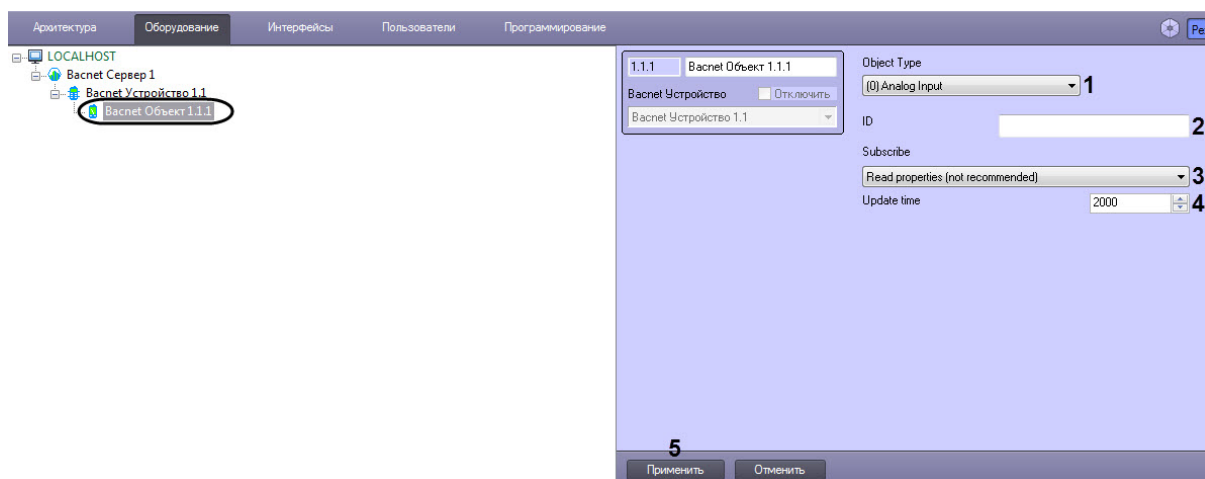 Архитектура Оборудование Интерфейсы Пользователи Программирование
LOCALHOST
Bacnet Сервер 1
Bacnet Устройство 1.1
Bacnet Объект 1.1.1
1.1.1 Bacnet Объект 1.1.1
Bacnet Устройство Отключить
Bacnet Устройство 1.1
Object Type
(0) Analog Input 1
ID 2
Subscribe
Read properties (not recommended) 3
Update time 2000 4
5
Применить Отменить